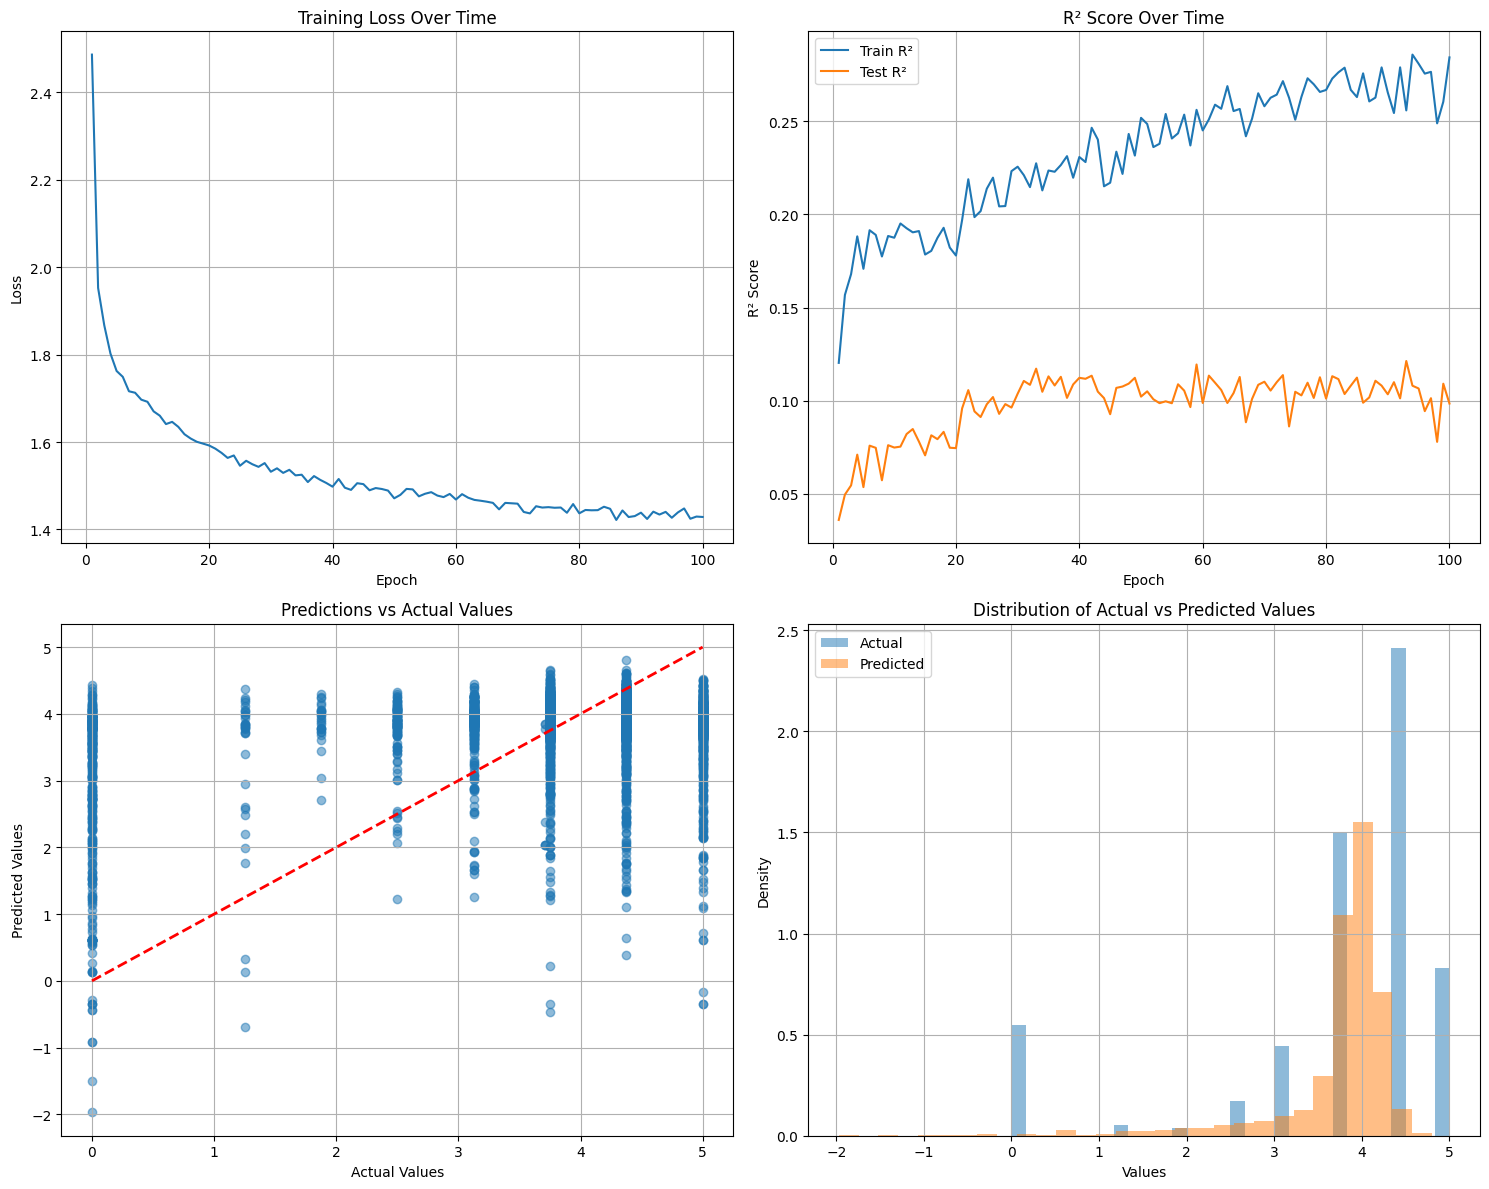 Training Loss Over Time
2.4
2.2
2.0
1.8
1.6
1.4
Loss
0 20 40 60 80 100
Epoch
R² Score Over Time
Train R²
Test R²
0.25
0.20
0.15
0.10
0.05
R² Score
0 20 40 60 80 100
Epoch
Predictions vs Actual Values
5
4
3
2
1
0
−1
−2
Predicted Values
0 1 2 3 4 5
Actual Values
Distribution of Actual vs Predicted Values
Actual
Predicted
2.5
2.0
1.5
1.0
0.5
0.0
Density
−2 −1 0 1 2 3 4 5
Values